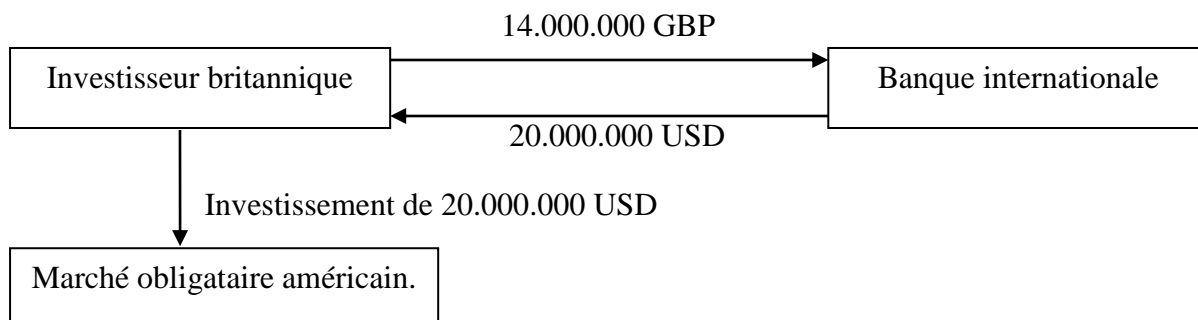 14.000.000 GBP
Investisseur britannique
Banque internationale
20.000.000 USD
Investissement de 20.000.000 USD
Marché obligataire américain.